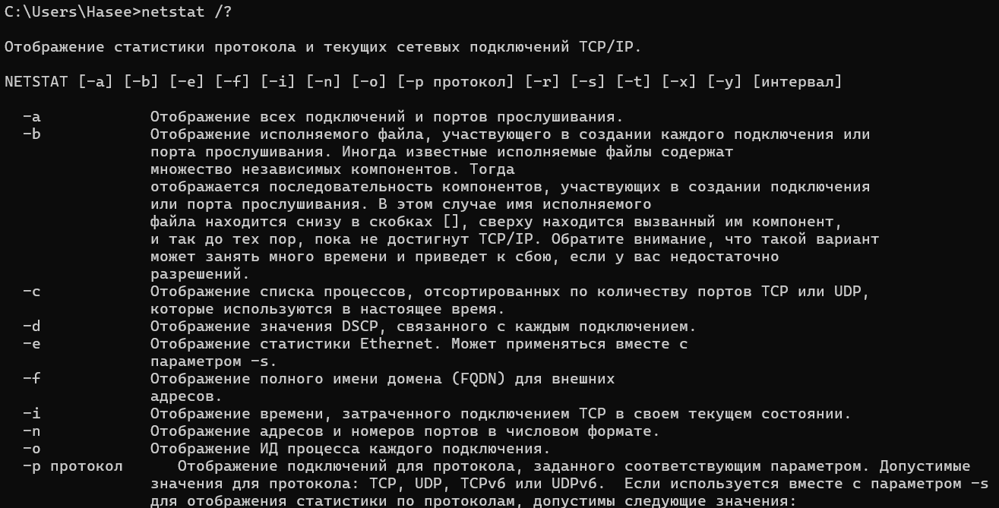 C:\Users\Hasee>netstat /?
Отображение статистики протокола и текущих сетевых подключений TCP/IP.
NETSTAT [-a] [-b] [-e] [-f] [-i] [-n] [-o] [-p протокол] [-r] [-s] [-t] [-x] [-y] [интервал]
-a Отображение всех подключений и портов прослушивания.
-b Отображение исполняемого файла, участвующего в создании каждого подключения или
порта прослушивания. Иногда известные исполняемые файлы содержат
множество независимых компонентов. Тогда
отображается последовательность компонентов, участвующих в создании подключения
или порта прослушивания. В этом случае имя исполняемого
файла находится снизу в скобках [], сверху находится вызванный им компонент,
и так до тех пор, пока не достигнут TCP/IP. Обратите внимание, что такой вариант
может занять много времени и приведет к сбою, если у вас недостаточно
разрешений.
-c Отображение списка процессов, отсортированных по количеству портов TCP или UDP,
которые используются в настоящее время.
-d Отображение значения DSCP, связанного с каждым подключением.
-e Отображение статистики Ethernet. Может применяться вместе с
параметром -s.
-f Отображение полного имени домена (FQDN) для внешних
адресов.
-i Отображение времени, затраченного подключением TCP в своем текущем состоянии.
-n Отображение адресов и номеров портов в числовом формате.
-o Отображение ИД процесса каждого подключения.
-p протокол Отображение подключений для протокола, заданного соответствующим параметром. Допустимые
значения для протокола: TCP, UDP, TCPv6 или UDPv6. Если используется вместе с параметром -s
для отображения статистики по протоколам, допустимы следующие значения: